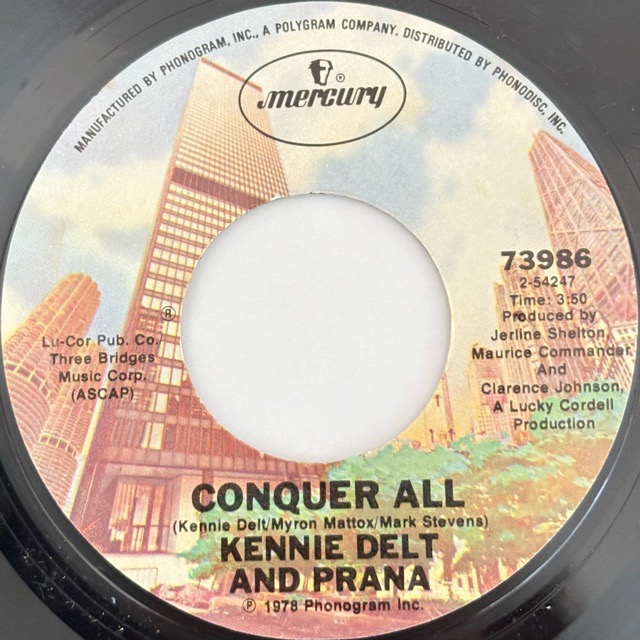 MANUFACTURED BY PHONOGRAM, INC., A POLYGRAM COMPANY. DISTRIBUTED BY PHONODISC, INC.
®
mercury
73986
2-54247
Time: 3:50
Produced by
Jerline Shelton,
Maurice Commander
And
Clarence Johnson,
A Lucky Cordell
Production
®
Lu-Cor Pub. Co.
Three Bridges
Music Corp.
(ASCAP)
CONQUER ALL
(Kennie Delt/Myron Mattox/Mark Stevens)
KENNIE DELT
AND PRANA
℗ 1978 Phonogram Inc.